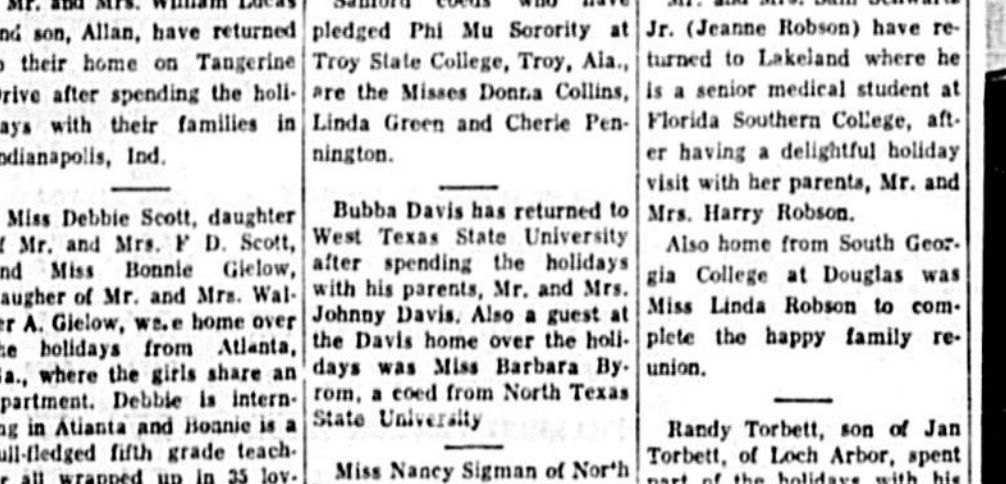 Mr. and Mrs. William Lucas
nd son, Allan, have returned
o their home on Tangerine
rive after spending the holi-
ays with their families in
ndianapolis, Ind.
Miss Debbie Scott, daughter
f Mr. and Mrs. F D. Scott,
nd Miss Bonnie Gielow,
augher of Mr. and Mrs. Wal-
er A. Gielow, we.e home over
he holidays from Atlanta,
a., where the girls share an
partment. Debbie is intern-
ng in Atlanta and Bonnie is a
ull-fledged fifth grade teach-
r all wrapped up in 35 lov-
Sanford coeds who have
pledged Phi Mu Sorority at
Troy State College, Troy, Ala.,
are the Misses Donna Collins,
Linda Green and Cherie Pen-
nington.
Bubba Davis has returned to
West Texas State University
after spending the holidays
with his parents, Mr. and Mrs.
Johnny Davis. Also a guest at
the Davis home over the holi-
days was Miss Barbara By-
rom, a coed from North Texas
State University
Miss Nancy Sigman of North
Mr. and Mrs. Sam Schwartz
Jr. (Jeanne Robson) have re-
turned to Lakeland where he
is a senior medical student at
Florida Southern College, aft-
er having a delightful holiday
visit with her parents, Mr. and
Mrs. Harry Robson.
Also home from South Geor-
gia College at Douglas was
Miss Linda Robson to com-
plete the happy family re-
union.
Randy Torbett, son of Jan
Torbett, of Loch Arbor, spent
part of the holidays with his